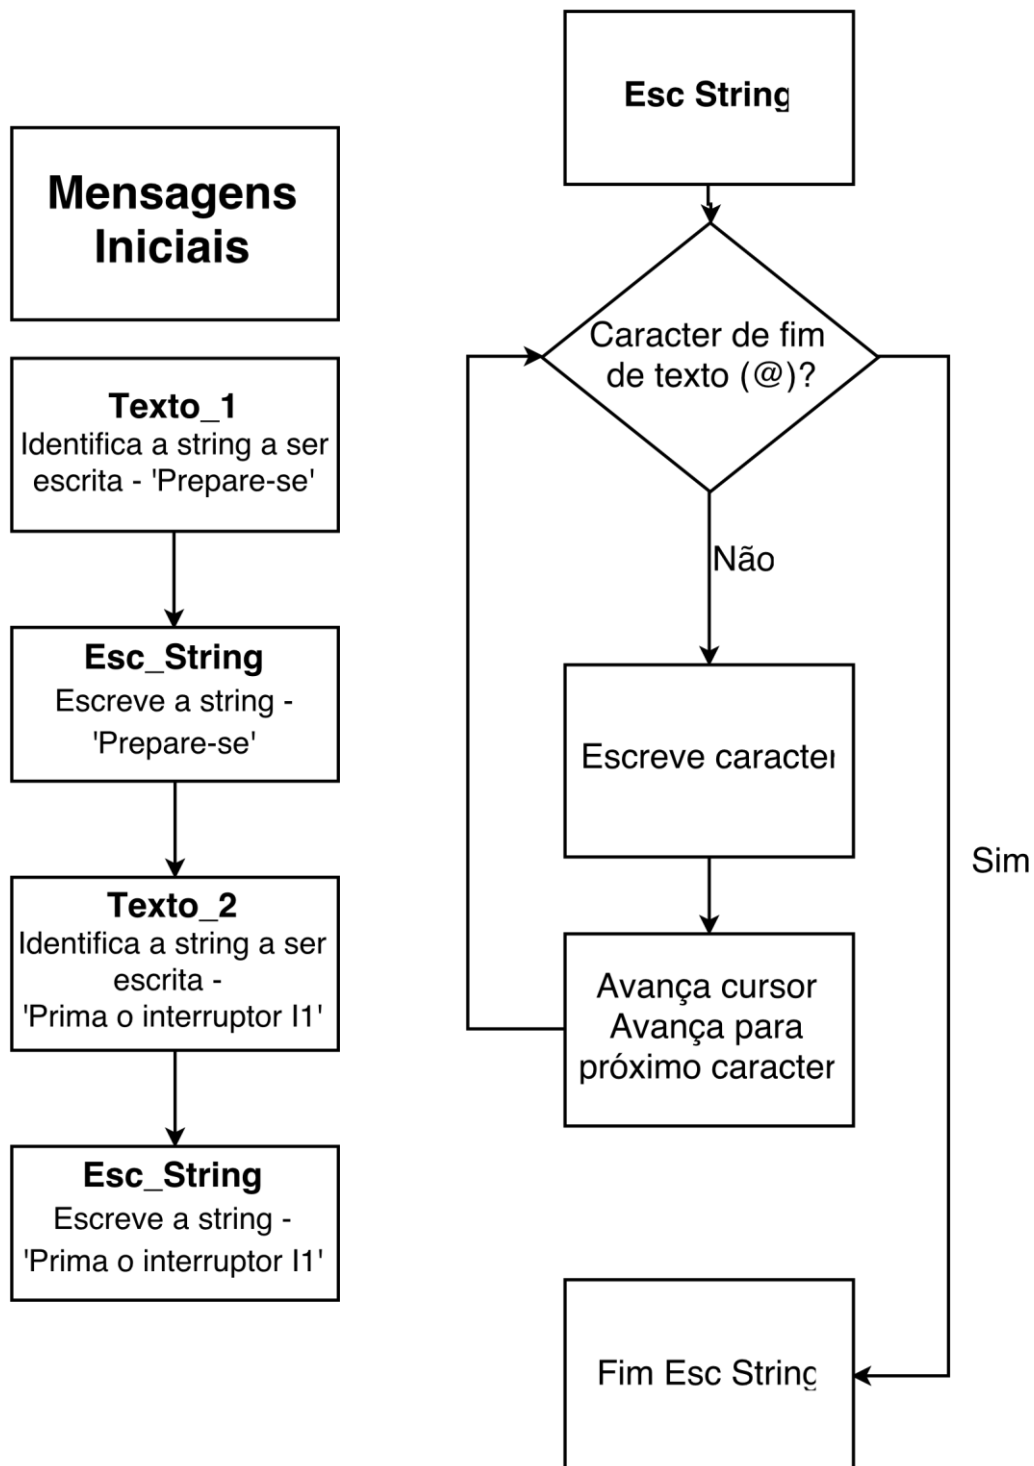 Mensagens
Iniciais
Texto_1
Identifica a string a ser
escrita - 'Prepare-se'
Esc_String
Escreve a string -
'Prepare-se'
Texto_2
Identifica a string a ser
escrita -
'Prima o interruptor I1'
Esc_String
Escreve a string -
'Prima o interruptor I1'
Esc String
Caracter de fim
de texto (@)?
Não
Escreve caracter
Avança cursor
Avança para
próximo caracter
Sim
Fim Esc String